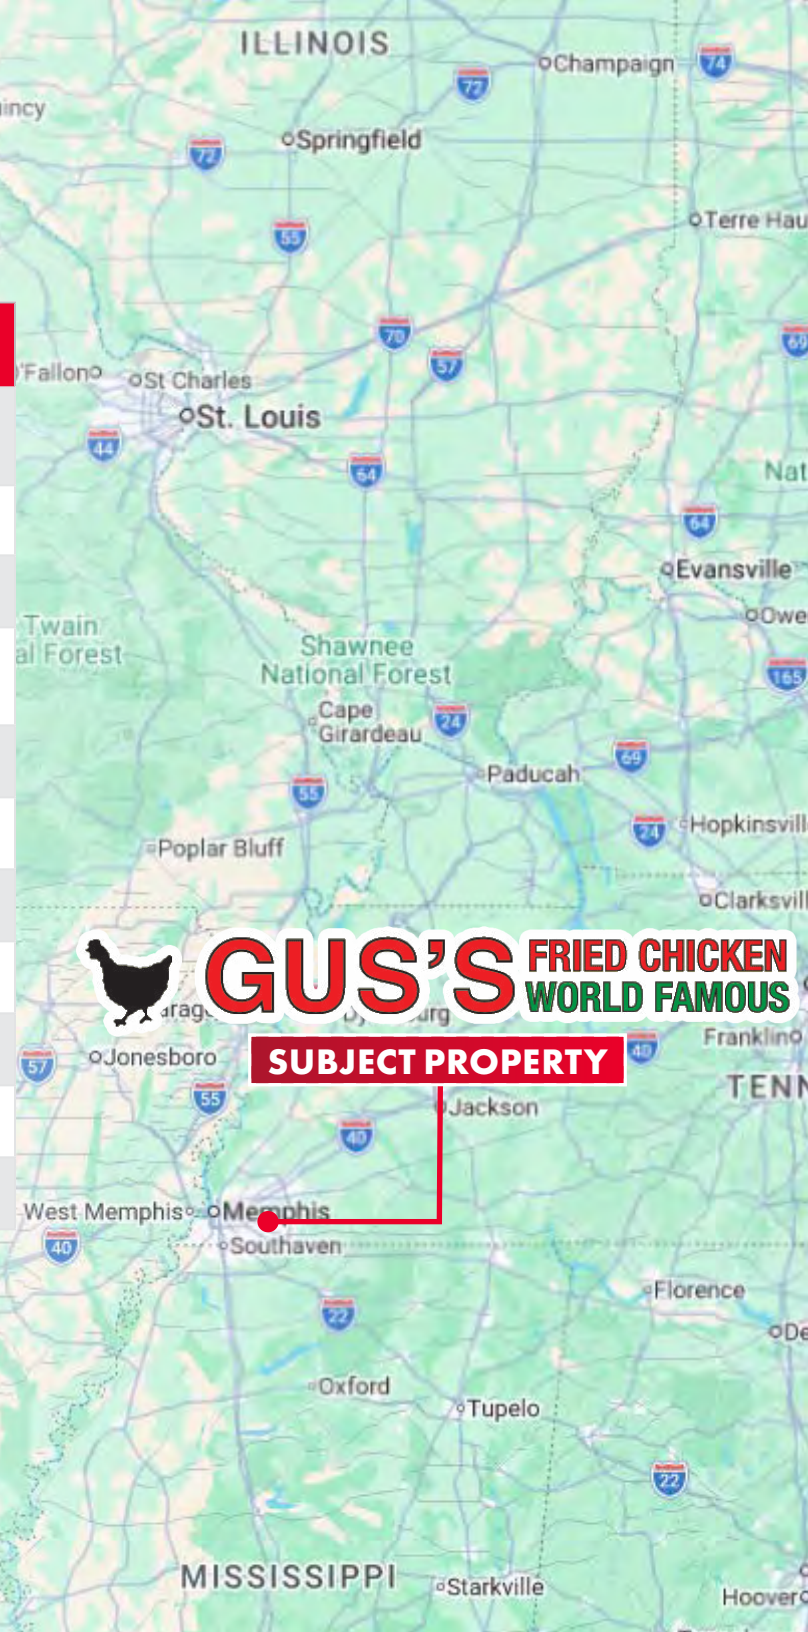 ILLINOIS
Champaign
74
72
incy
Springfield
72
Terre Hau
55
70
69
57
'Fallon
St Charles
St. Louis
44
64
Nat
64
Evansville
Owe
Twain
al Forest
Shawnee
National Forest
165
Cape
Girardeau
24
69
Paducah
55
24
Hopkinsvill
Poplar Bluff
Clarksvill
GUS'S FRIED CHICKEN
WORLD FAMOUS
arag
urg
Franklin
SUBJECT PROPERTY
40
Jonesboro
57
TENN
55
Jackson
40
West Memphis
Memphis
40
Southaven
Florence
22
De
Oxford
Tupelo
22
MISSISSIPPI
Starkville
Hoover